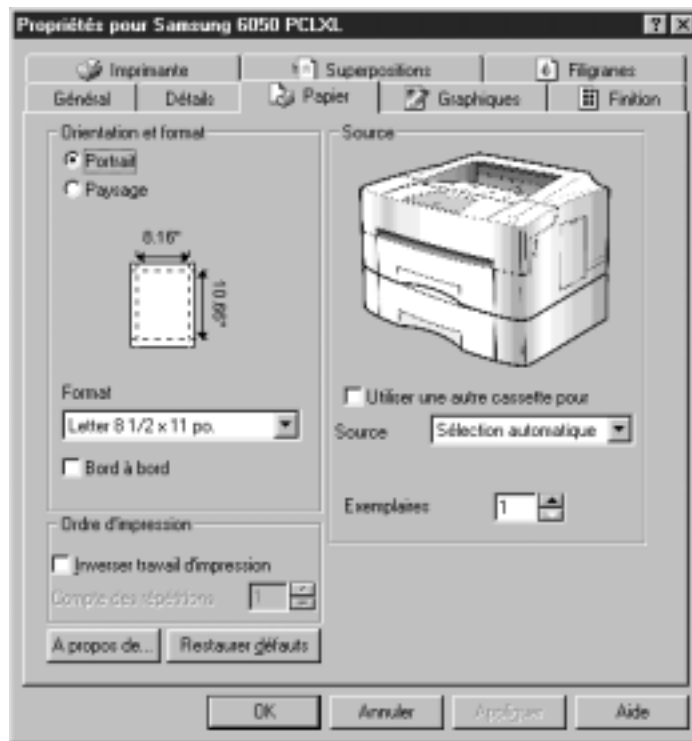 Propriétés pour Samsung 6050 PCLXL
Imprimante
Superpositions
Filigranes
Général
Détails
Papier
Graphiques
Finition
Orientation et format
Portrait
Paysage
8.16"
10.66"
Format
Letter 8 1/2 x 11 po.
Bord à bord
Ordre d'impression
Inverser travail d'impression
Compte des répétitions
1
A propos de...
Restaurer défauts
Source
Utiliser une autre cassette pour
Source
Sélection automatique
Exemplaires
1
OK
Annuler
Appliquer
Aide